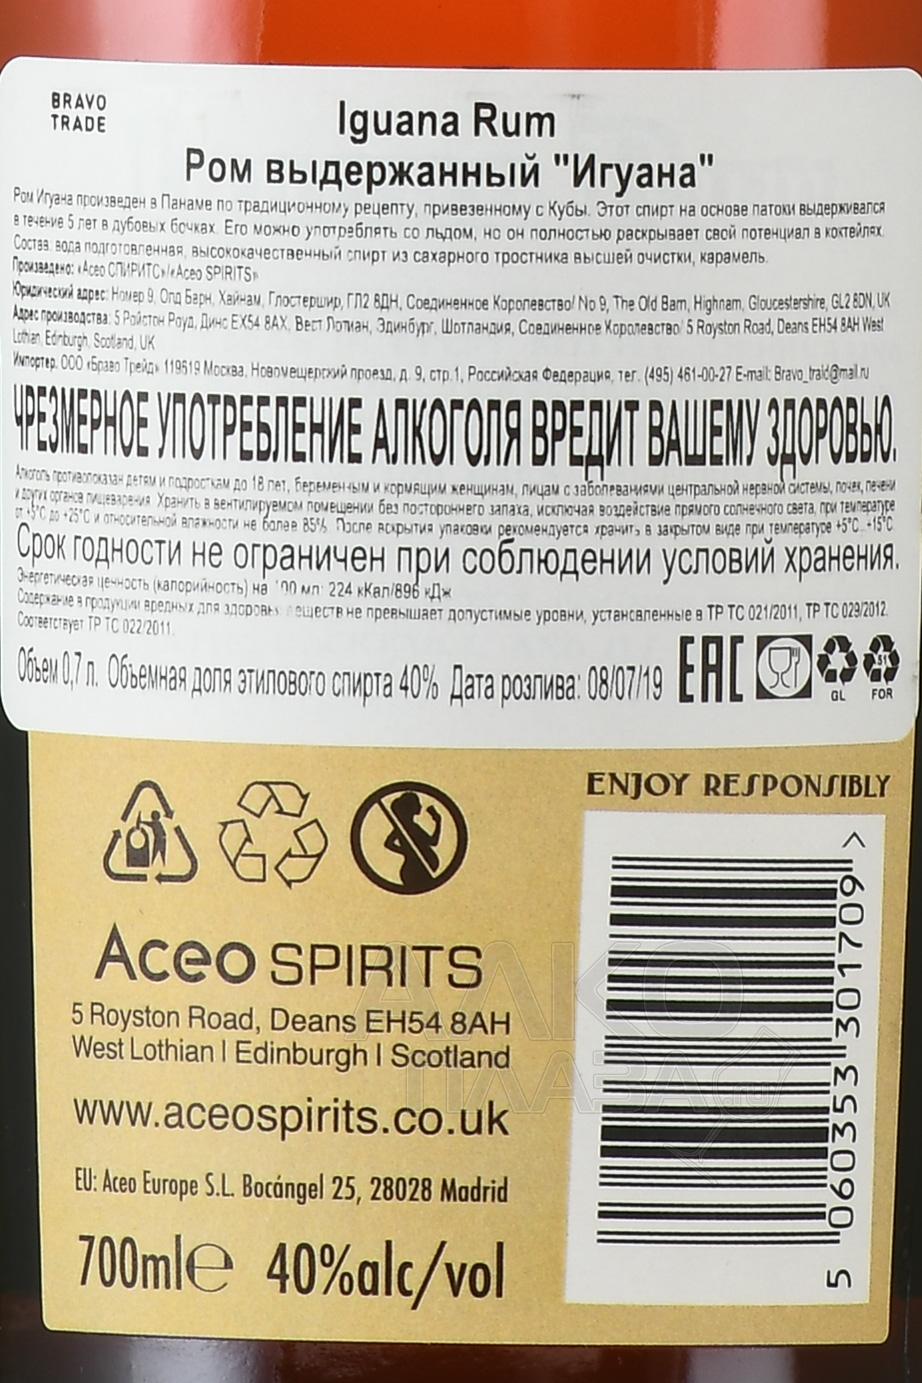 BRAVO
TRADE
Iguana Rum
Ром выдержанный "Игуана"
Ром Игуана произведен в Панаме по традиционному рецепту, привезенному с Кубы. Этот спирт на основе патоки выдерживался
в течение 5 лет в дубовых бочках. Его можно употреблять со льдом, но он полностью раскрывает свой потенциал в коктейлях.
Состав: вода подготовленная, высококачественный спирт из сахарного тростника высшей очистки, карамель.
Произведено: «Асео СПИРИТС»/«Aceo SPIRITS»
Юридический адрес: Номер 9, Олд Барн, Хайнам, Глостершир, ГЛ2 8ДН, Соединенное Королевство/ No 9, The Old Barn, Highnam, Gloucestershire, GL2 8DN, UK
Адрес производства: 5 Ройстон Роуд, Динс ЕХ54 8АХ, Вест Лотиан, Эдинбург, Шотландия, Соединенное Королевство/ 5 Royston Road, Deans EH54 8AH West
Lothian, Edinburgh, Scotland, UK
Импортер: ООО «Браво Трейд» 119619 Москва, Новомещерский проезд, д. 9, стр.1, Российская Федерация, тел. (495) 461-00-27 E-mail: Bravo_traid@mail.ru
ЧРЕЗМЕРНОЕ УПОТРЕБЛЕНИЕ АЛКОГОЛЯ ВРЕДИТ ВАШЕМУ ЗДОРОВЬЮ.
Алкоголь противопоказан детям и подросткам до 18 лет, беременным и кормящим женщинам, лицам с заболеваниями центральной нервной системы, почек, печени
и других органов пищеварения. Хранить в вентилируемом помещении без постороннего запаха, исключая воздействие прямого солнечного света, при температуре
от +5°С до +25°С и относительной влажности не более 85%. После вскрытия упаковки рекомендуется хранить в закрытом виде при температуре +5°С...+15°С.
Срок годности не ограничен при соблюдении условий хранения.
Энергетическая ценность (калорийность) на 100 мл: 224 кКал/896 кДж
Содержание в продукции вредных для здоровья веществ не превышает допустимые уровни, установленные в ТР ТС 021/2011, ТР ТС 029/2012.
Соответствует ТР ТС 022/2011.
Объем 0,7 л. Объемная доля этилового спирта 40% Дата розлива: 08/07/19 EAC
GL
51
FOR
ENJOY RESPONSIBLY
Aceo SPIRITS
5 Royston Road, Deans EH54 8AH
West Lothian | Edinburgh | Scotland
www.aceospirits.co.uk
EU: Aceo Europe S.L. Bocángel 25, 28028 Madrid
700ml℮ 40%alc/vol
5 060353 301709 >
АЛКО
ПЛАЗА.ru